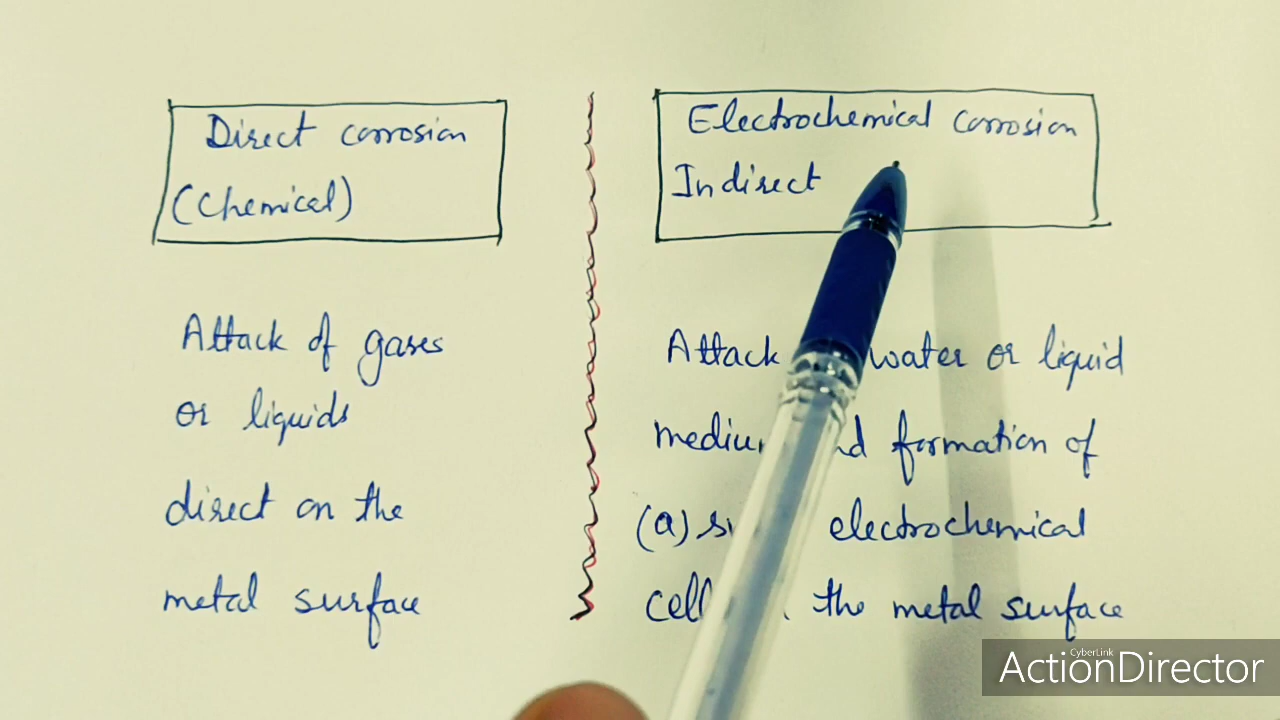 Direct corrosion
(Chemical)
Attack of gases
or liquids
direct on the
metal surface
Electrochemical corrosion
Indirect
Attack water or liquid
formation of
(a) electrochemical
cell the metal surface
CyberLink
ActionDirector